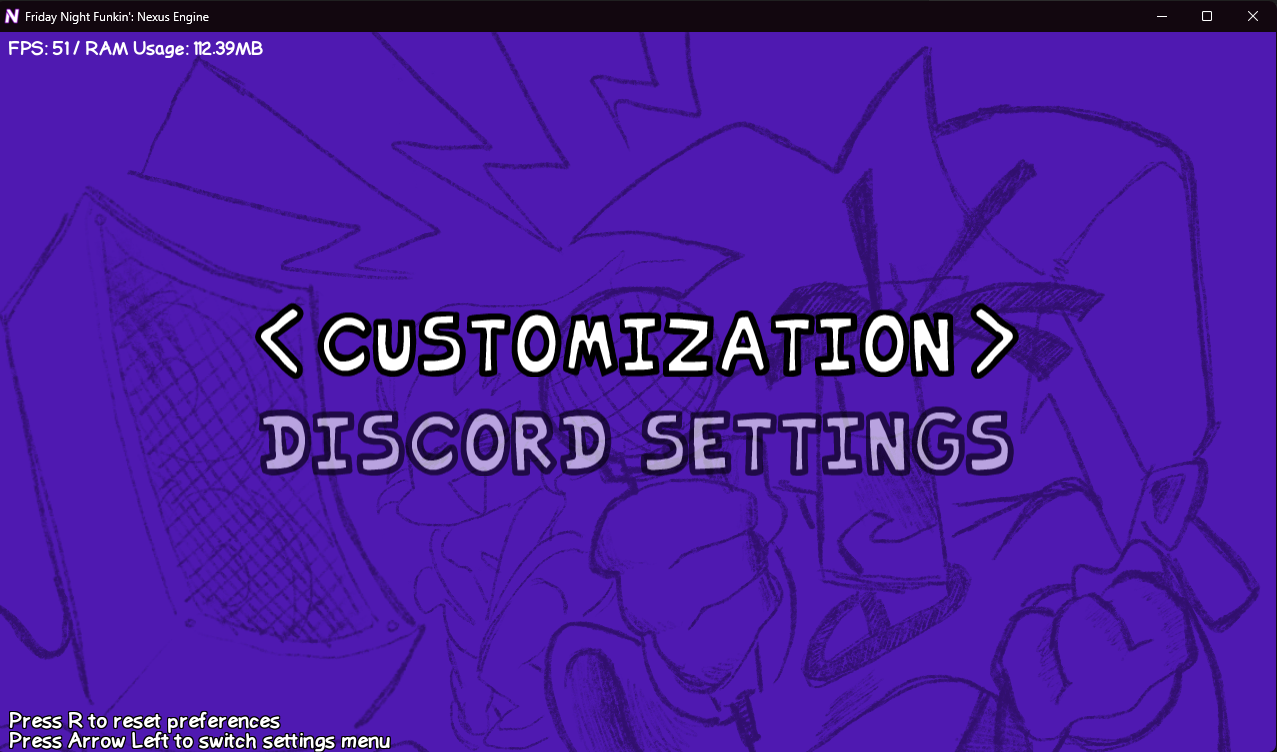 N Friday Night Funkin': Nexus Engine
FPS: 51 / RAM Usage: 112.39MB
< CUSTOMIZATION >
DISCORD SETTINGS
Press R to reset preferences
Press Arrow Left to switch settings menu